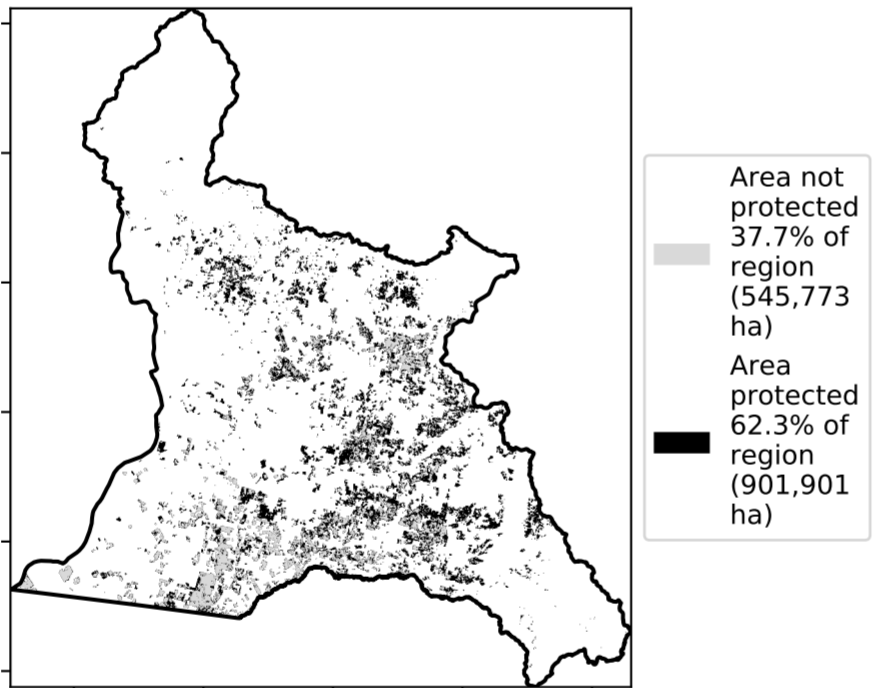 Area not
protected
37.7% of
region
(545,773
ha)
Area
protected
62.3% of
region
(901,901
ha)